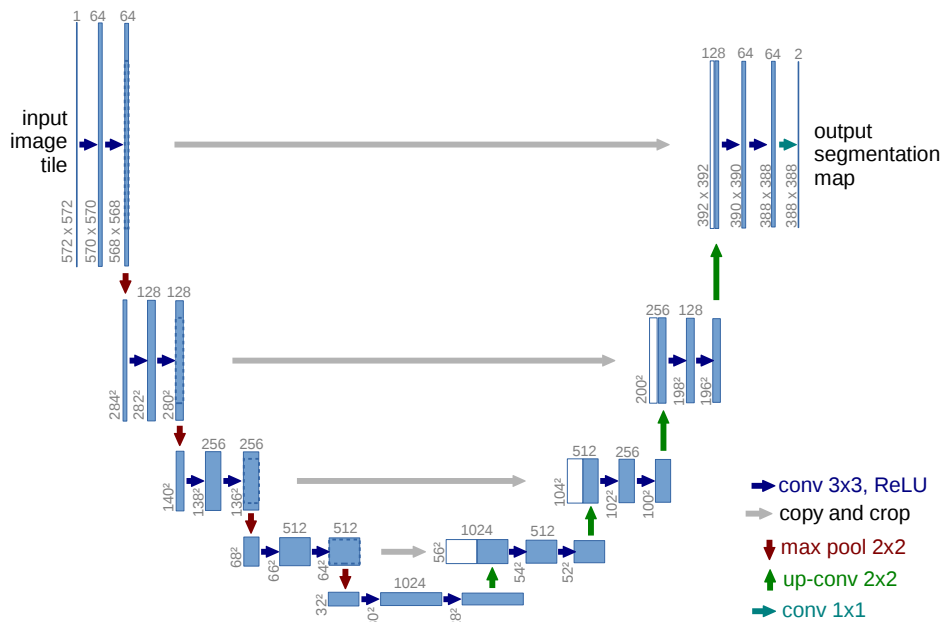 1 64 64
input
image
tile
572 x 572
570 x 570
568 x 568
128 64 64 2
output
segmentation
map
392 x 392
390 x 390
388 x 388
388 x 388
128 128
284²
282²
280²
256 128
200²
198²
196²
256 256
140²
138²
136²
512 256
104²
102²
100²
512 512
68²
66²
64²
1024 512
56²
54²
52²
1024
32²
conv 3x3, ReLU
copy and crop
max pool 2x2
up-conv 2x2
conv 1x1